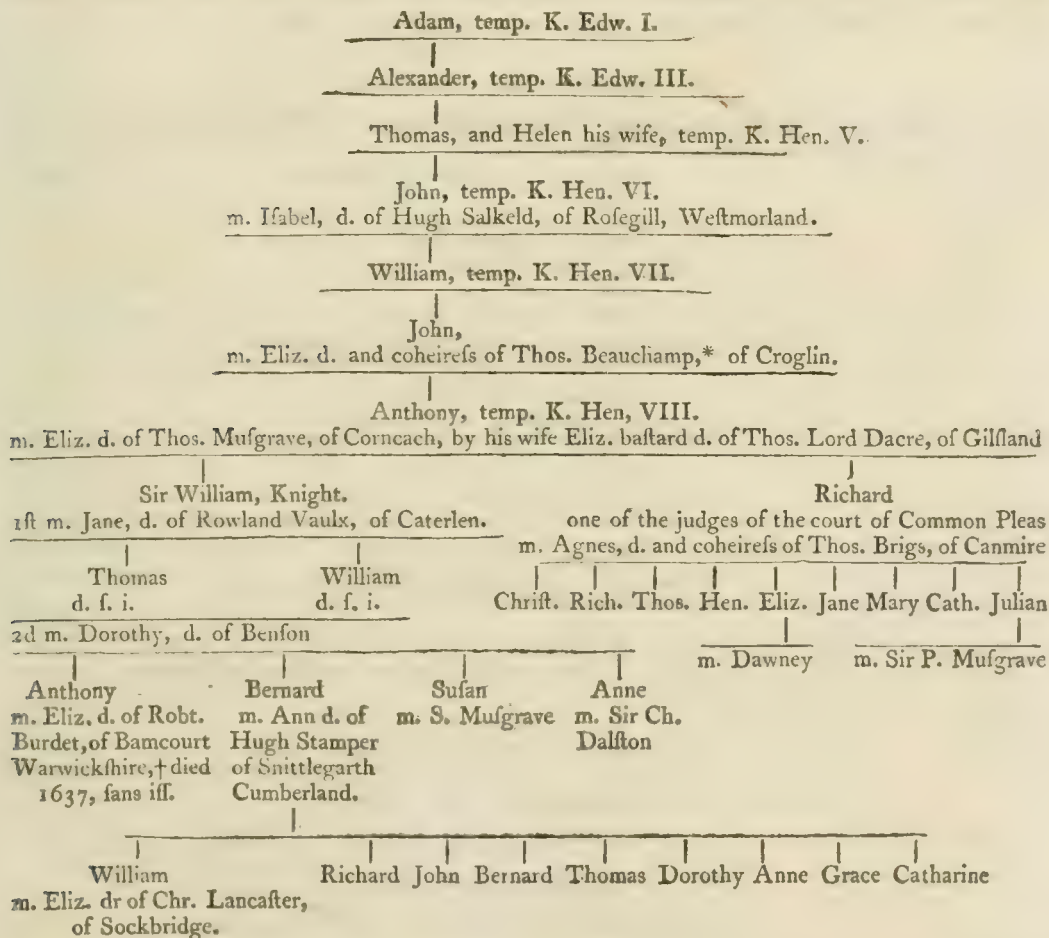 Adam, temp. K. Edw. I.
Alexander, temp. K. Edw. III.
Thomas, and Helen his wife, temp. K. Hen. V.
John, temp. K. Hen. VI.
m. Iſabel, d. of Hugh Salkeld, of Roſegill, Weſtmorland.
William, temp. K. Hen. VII.
John,
m. Eliz. d. and coheireſs of Thos. Beauchamp,* of Croglin.
Anthony, temp. K. Hen, VIII.
m. Eliz. d. of Thos. Muſgrave, of Corncach, by his wife Eliz. baſtard d. of Thos. Lord Dacre, of Gilſland
Sir William, Knight.
1ſt m. Jane, d. of Rowland Vaulx, of Caterlen.
Richard
one of the judges of the court of Common Pleas
m. Agnes, d. and coheireſs of Thos. Brigs, of Canmire
Thomas
d. ſ. i.
William
d. ſ. i.
Chriſt. Rich. Thos. Hen. Eliz. Jane Mary Cath. Julian
m. Dawney
m. Sir P. Muſgrave
2d m. Dorothy, d. of Benſon
Anthony
m. Eliz. d. of Robt.
Burdet, of Bamcourt
Warwickſhire,† died
1637, ſans iſſ.
Bernard
m. Ann d. of
Hugh Stamper
of Snittlegarth
Cumberland.
Suſan
m. S. Muſgrave
Anne
m. Sir Ch.
Dalſton
William
m. Eliz. dr of Chr. Lancaſter,
of Sockbridge.
Richard John Bernard Thomas Dorothy Anne Grace Catharine